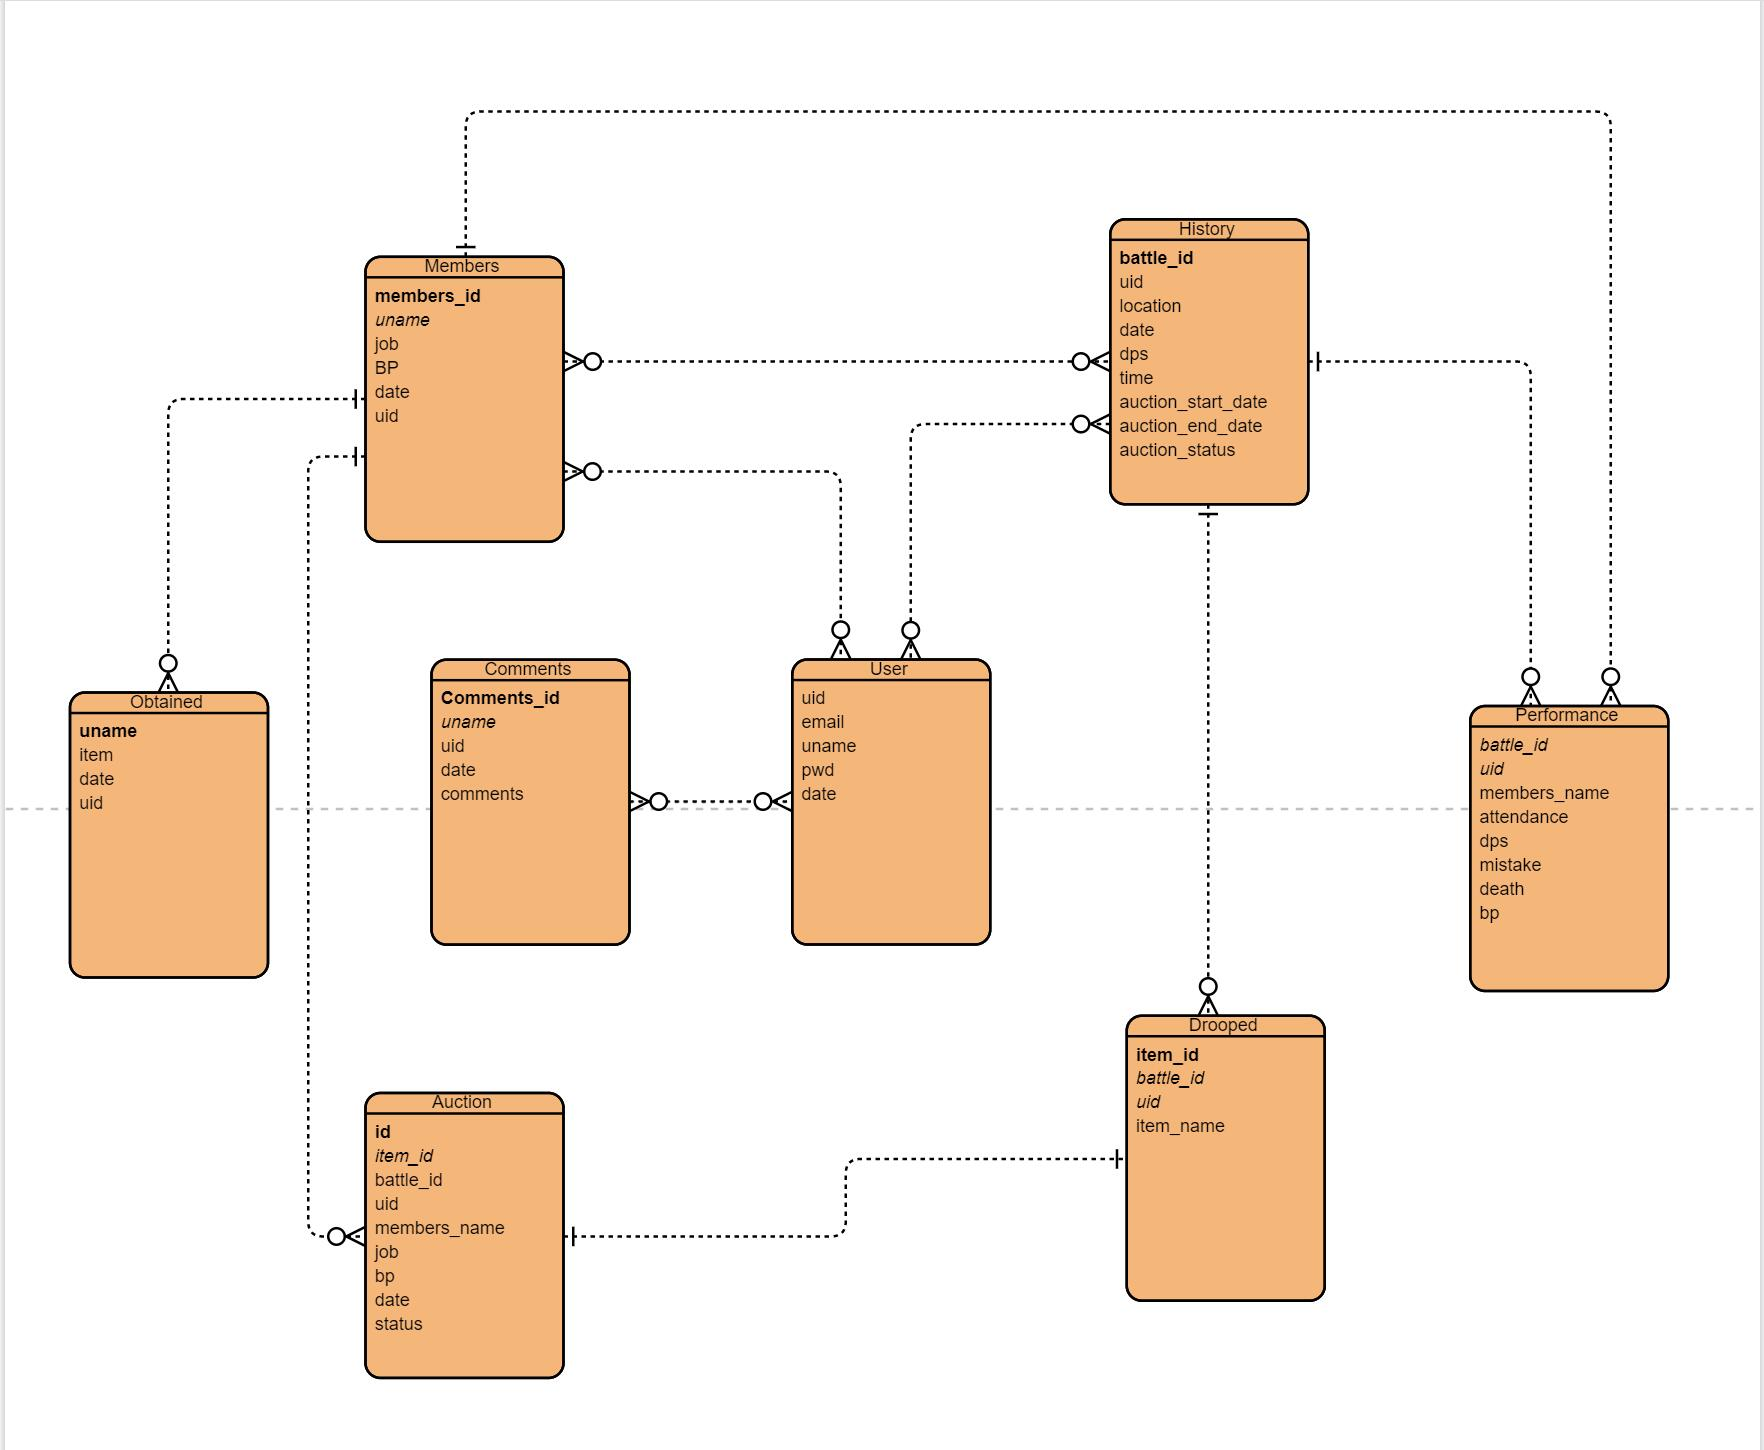 History
battle_id
uid
location
date
dps
time
auction_start_date
auction_end_date
auction_status
Members
members_id
uname
job
BP
date
uid
Comments
Comments_id
uname
uid
date
comments
User
uid
email
uname
pwd
date
Obtained
uname
item
date
uid
Performance
battle_id
uid
members_name
attendance
dps
mistake
death
bp
Drooped
item_id
battle_id
uid
item_name
Auction
id
item_id
battle_id
uid
members_name
job
bp
date
status